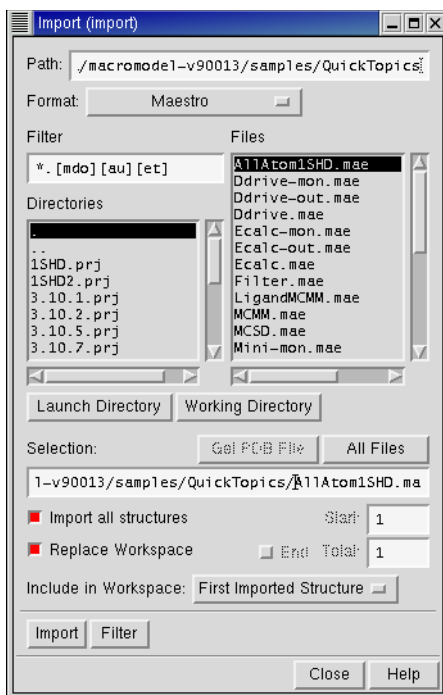 Import (import)
Path: ./macromodel-v90013/samples/QuickTopics
Format: Maestro
Filter
*.[mdo][au][et]
Directories
.
..
1SHD.prj
1SHD2.prj
3.10.1.prj
3.10.2.prj
3.10.5.prj
3.10.7.prj
Files
AllAtom1SHD.mae
Ddrive-mon.mae
Ddrive-out.mae
Ddrive.mae
Ecalc-mon.mae
Ecalc-out.mae
Ecalc.mae
Filter.mae
LigandMCMM.mae
MCMM.mae
MCSD.mae
Mini-mon.mae
Launch Directory Working Directory
Selection: Get PDB File All Files
l-v90013/samples/QuickTopics/AllAtom1SHD.ma
Import all structures Start: 1
Replace Workspace End Total: 1
Include in Workspace: First Imported Structure
Import Filter
Close Help